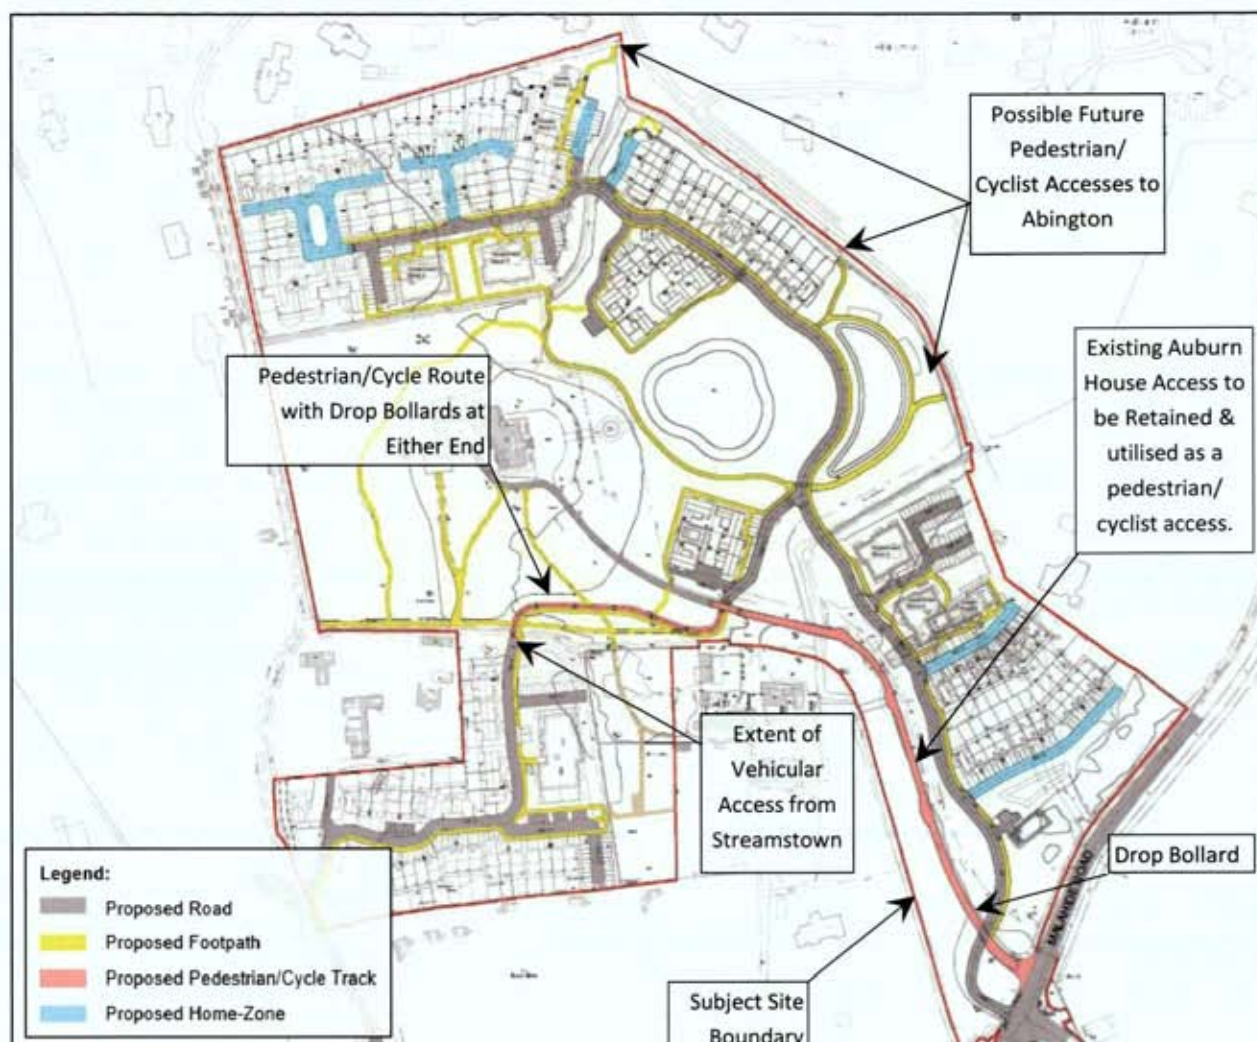 Possible Future
Pedestrian/
Cyclist Accesses to
Abington
Existing Auburn
House Access to
be Retained &
utilised as a
pedestrian/
cyclist access.
Pedestrian/Cycle Route
with Drop Bollards at
Either End
Extent of
Vehicular
Access from
Streamstown
Drop Bollard
MALAHIDE ROAD
Subject Site
Boundary
Legend:
Proposed Road
Proposed Footpath
Proposed Pedestrian/Cycle Track
Proposed Home-Zone